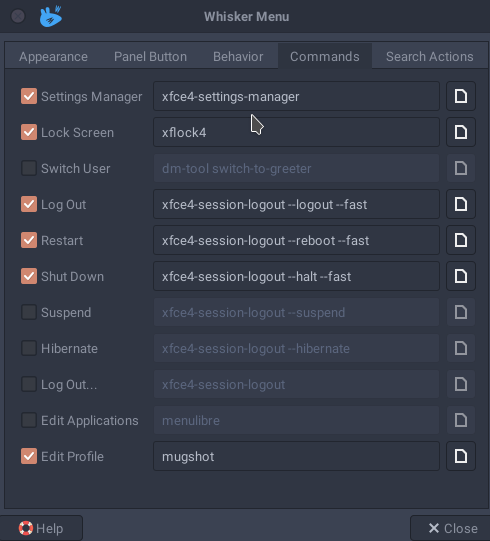 Whisker Menu
Appearance Panel Button Behavior Commands Search Actions
Settings Manager xfce4-settings-manager
Lock Screen xflock4
Switch User dm-tool switch-to-greeter
Log Out xfce4-session-logout --logout --fast
Restart xfce4-session-logout --reboot --fast
Shut Down xfce4-session-logout --halt --fast
Suspend xfce4-session-logout --suspend
Hibernate xfce4-session-logout --hibernate
Log Out... xfce4-session-logout
Edit Applications menulibre
Edit Profile mugshot
Help Close